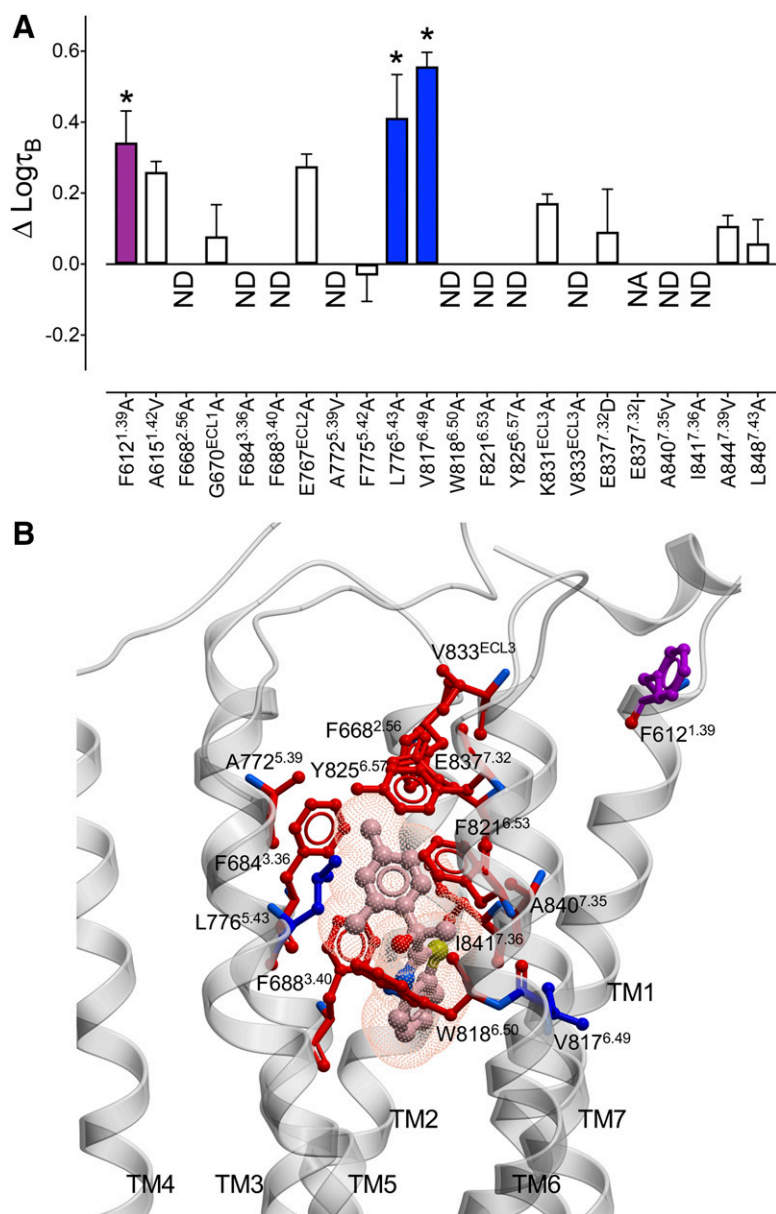 A
Δ Logτ_B
0.6
0.4
0.2
0.0
-0.2
* * *
ND ND ND ND ND ND ND ND NA ND ND
F612^1.39A
A615^1.42V
F668^2.56A
G670^ECL1A
F684^3.36A
F688^3.40A
E767^ECL2A
A772^5.39V
F775^5.42A
L776^5.43A
V817^6.49A
W818^6.50A
F821^6.53A
Y825^6.57A
K831^ECL3A
V833^ECL3A
E837^7.32D
E837^7.32I
A840^7.35V
I841^7.36A
A844^7.39V
L848^7.43A
B
V833^ECL3
F668^2.56
F612^1.39
A772^5.39
Y825^6.57
E837^7.32
F684^3.36
F821^6.53
L776^5.43
A840^7.35
I841^7.36
F688^3.40
TM1
W818^6.50
V817^6.49
TM2
TM7
TM4
TM3
TM5
TM6